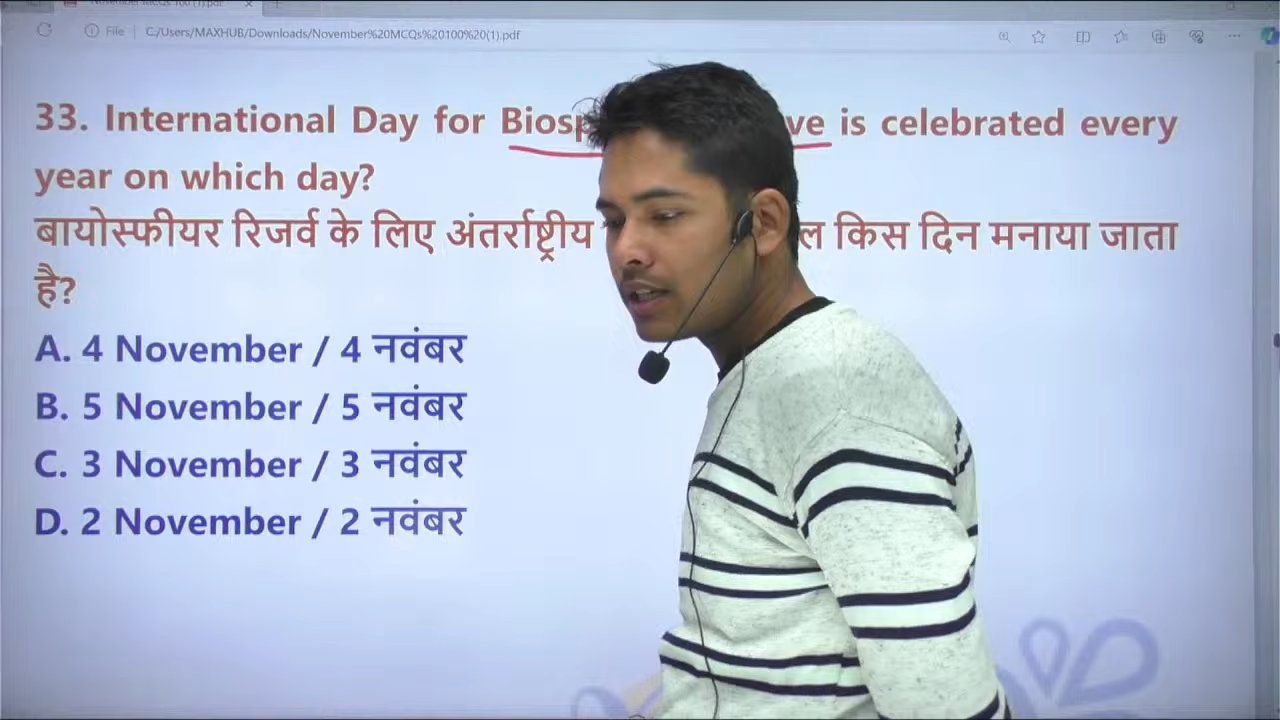 File C:/Users/MAXHUB/Downloads/November%20MCQs%20100%20(1).pdf
33. International Day for is celebrated every
year on which day?
बायोस्फीयर रिजर्व के लिए अंतर्राष्ट्रीय किस दिन मनाया जाता
है?
A. 4 November / 4 नवंबर
B. 5 November / 5 नवंबर
C. 3 November / 3 नवंबर
D. 2 November / 2 नवंबर